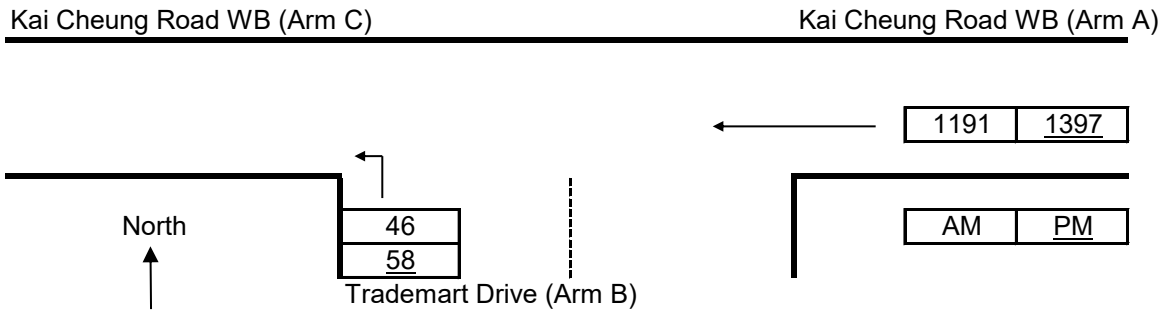 Kai Cheung Road WB (Arm C) Kai Cheung Road WB (Arm A)
1191 1397
North 46 AM PM
58
Trademart Drive (Arm B)